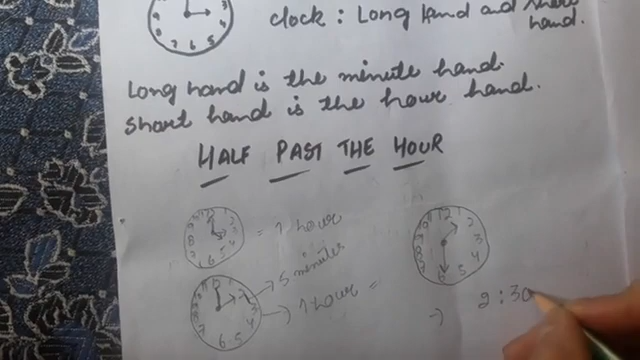 clock : Long hand and short
hand.
Long hand is the minute hand.
Short hand is the hour hand.
HALF PAST THE HOUR
= 1 hour
5 minutes
1 hour =
2 : 30